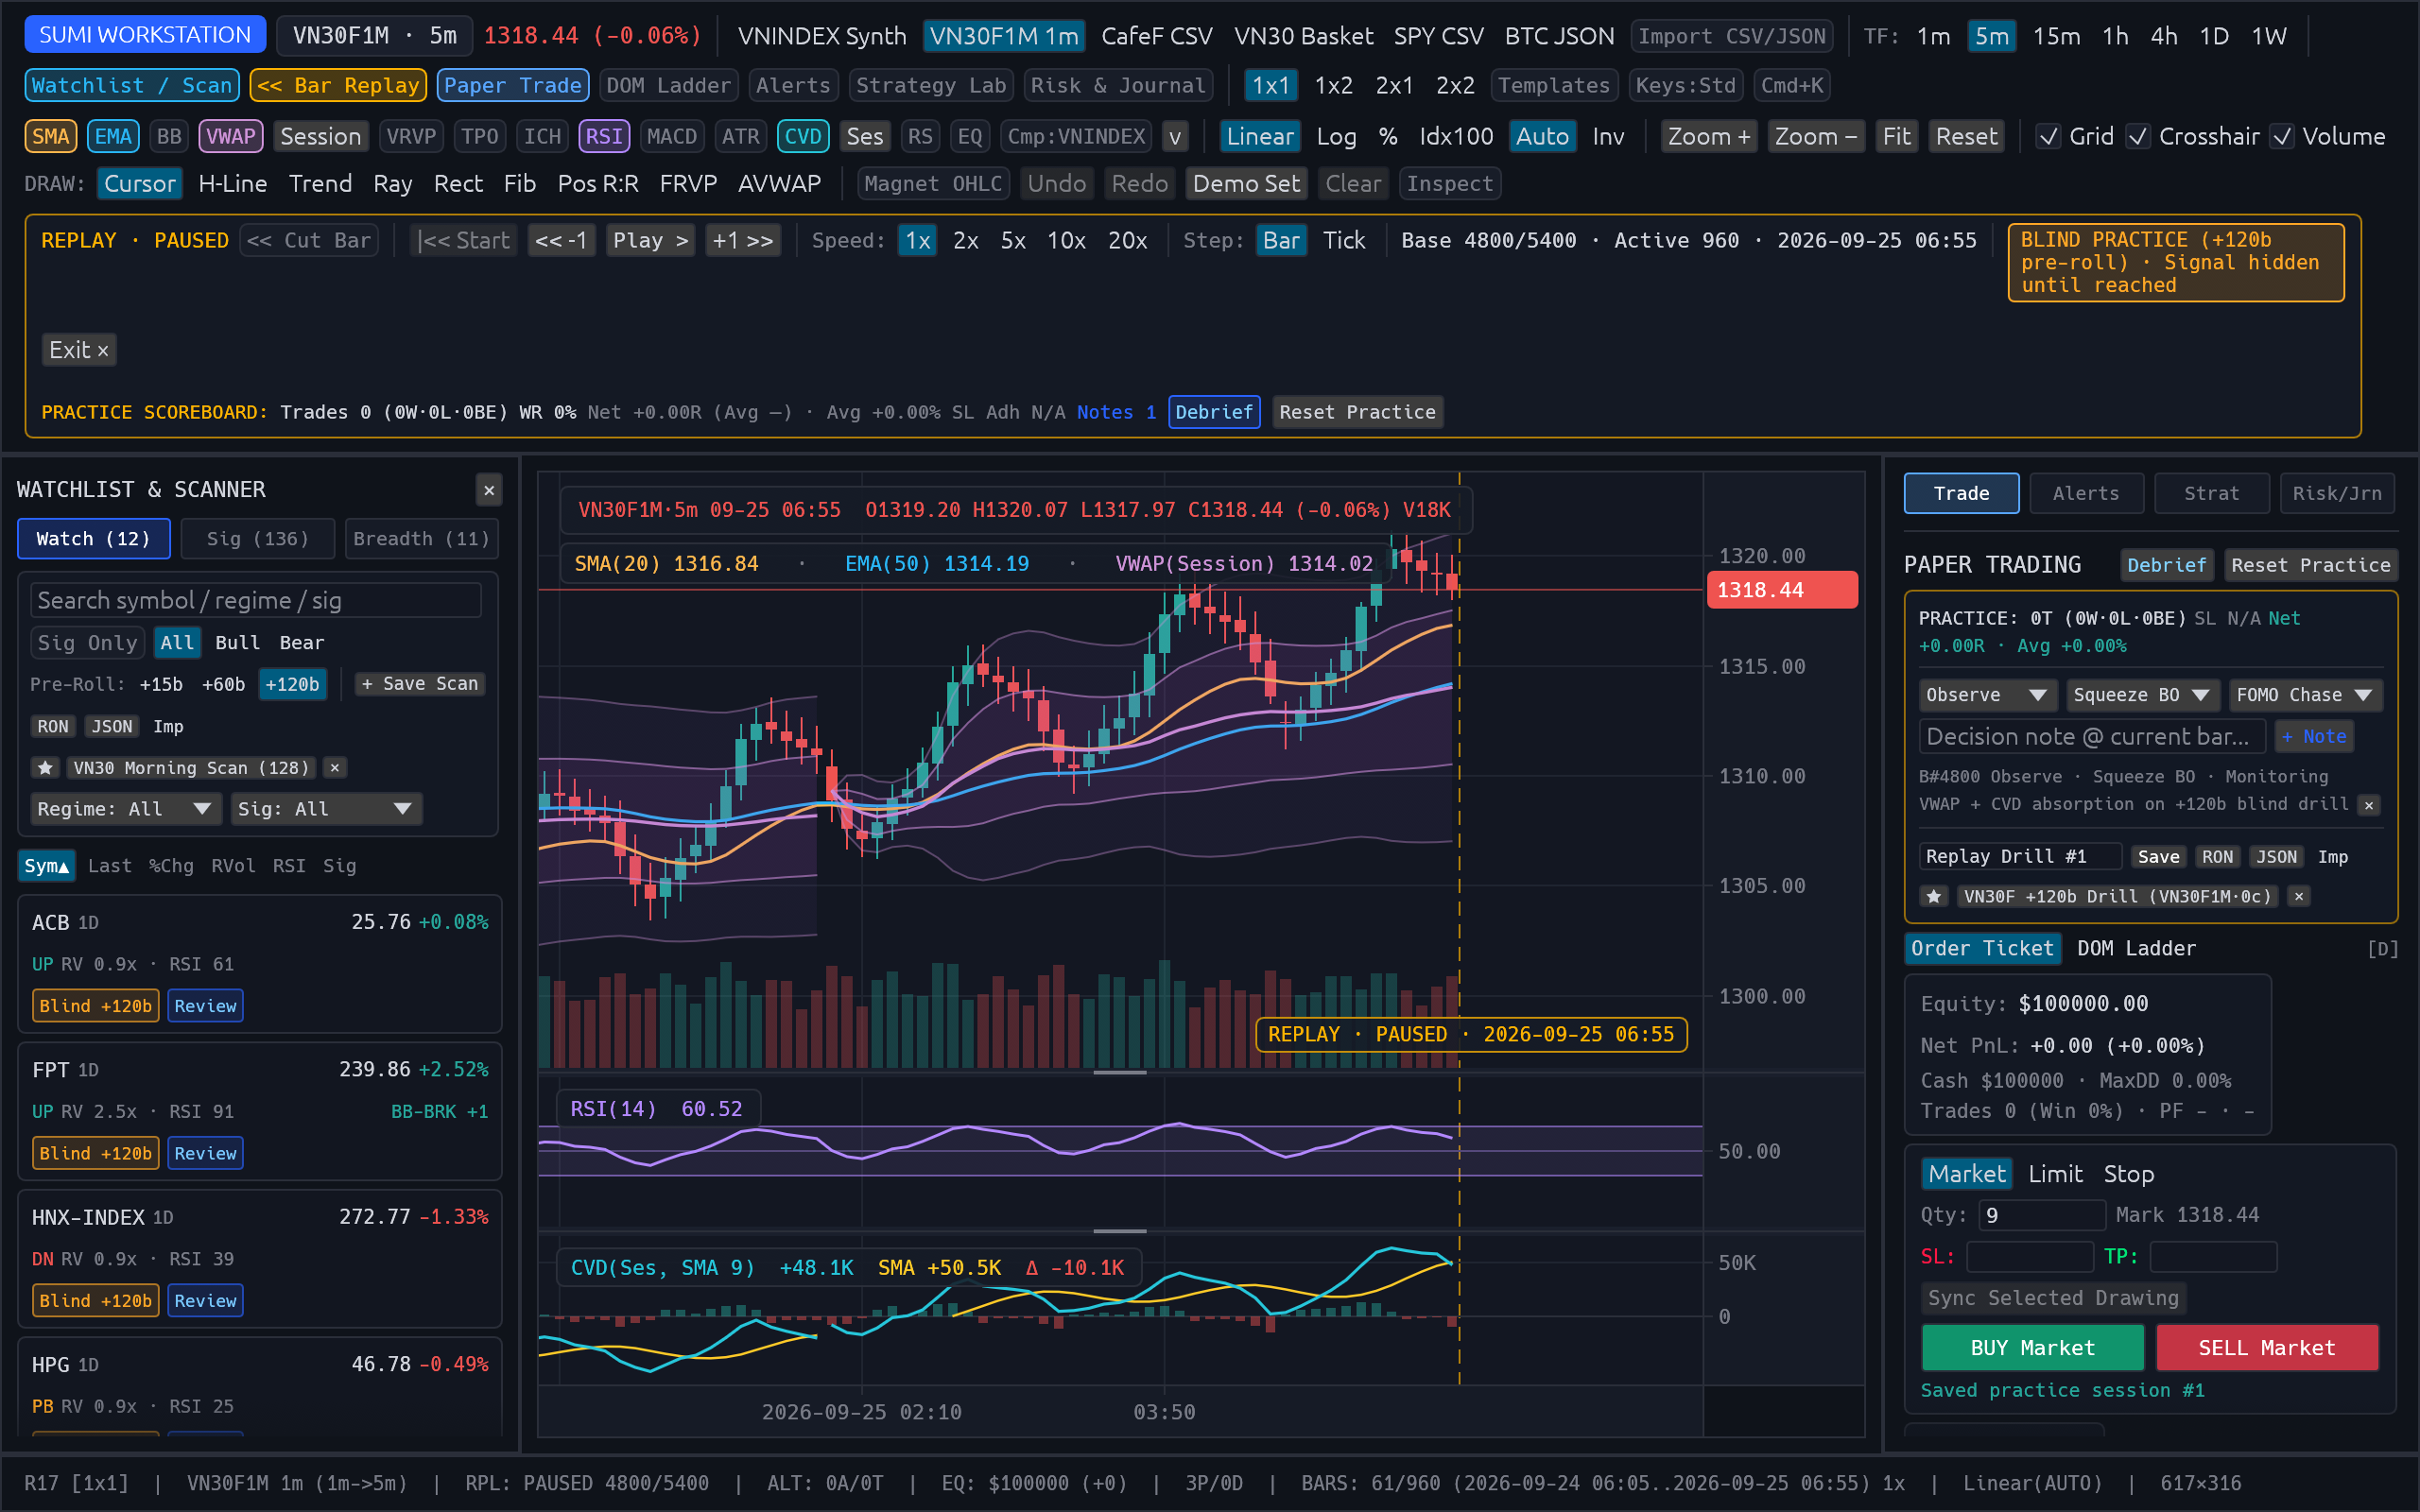 SUMI WORKSTATION VN30F1M · 5m 1318.44 (-0.06%) VNINDEX Synth VN30F1M 1m CafeF CSV VN30 Basket SPY CSV BTC JSON Import CSV/JSON TF: 1m 5m 15m 1h 4h 1D 1W
Watchlist / Scan << Bar Replay Paper Trade DOM Ladder Alerts Strategy Lab Risk & Journal 1x1 1x2 2x1 2x2 Templates Keys:Std Cmd+K
SMA EMA BB VWAP Session VRVP TPO ICH RSI MACD ATR CVD Ses RS EQ Cmp:VNINDEX v Linear Log % Idx100 Auto Inv Zoom + Zoom − Fit Reset Grid Crosshair Volume
DRAW: Cursor H-Line Trend Ray Rect Fib Pos R:R FRVP AVWAP Magnet OHLC Undo Redo Demo Set Clear Inspect
REPLAY · PAUSED << Cut Bar |<< Start << -1 Play > +1 >> Speed: 1x 2x 5x 10x 20x Step: Bar Tick Base 4800/5400 · Active 960 · 2026-09-25 06:55
BLIND PRACTICE (+120b
pre-roll) · Signal hidden
until reached
Exit ×
PRACTICE SCOREBOARD: Trades 0 (0W·0L·0BE) WR 0% Net +0.00R (Avg —) · Avg +0.00% SL Adh N/A Notes 1 Debrief Reset Practice
WATCHLIST & SCANNER ×
Watch (12) Sig (136) Breadth (11)
Search symbol / regime / sig
Sig Only All Bull Bear
Pre-Roll: +15b +60b +120b + Save Scan
RON JSON Imp
★ VN30 Morning Scan (128) ×
Regime: All Sig: All
Sym▲ Last %Chg RVol RSI Sig
ACB 1D 25.76 +0.08%
UP RV 0.9x · RSI 61
Blind +120b Review
FPT 1D 239.86 +2.52%
UP RV 2.5x · RSI 91 BB-BRK +1
Blind +120b Review
HNX-INDEX 1D 272.77 -1.33%
DN RV 0.9x · RSI 39
Blind +120b Review
HPG 1D 46.78 -0.49%
PB RV 0.9x · RSI 25
VN30F1M·5m 09-25 06:55 O1319.20 H1320.07 L1317.97 C1318.44 (-0.06%) V18K
SMA(20) 1316.84 · EMA(50) 1314.19 · VWAP(Session) 1314.02
1320.00
1318.44
1315.00
1310.00
1305.00
1300.00
REPLAY · PAUSED · 2026-09-25 06:55
RSI(14) 60.52
50.00
CVD(Ses, SMA 9) +48.1K SMA +50.5K Δ -10.1K
50K
0
2026-09-25 02:10 03:50
Trade Alerts Strat Risk/Jrn
PAPER TRADING Debrief Reset Practice
PRACTICE: 0T (0W·0L·0BE) SL N/A Net
+0.00R · Avg +0.00%
Observe Squeeze BO FOMO Chase
Decision note @ current bar... + Note
B#4800 Observe · Squeeze BO · Monitoring
VWAP + CVD absorption on +120b blind drill ×
Replay Drill #1 Save RON JSON Imp
★ VN30F +120b Drill (VN30F1M·0c) ×
Order Ticket DOM Ladder [D]
Equity: $100000.00
Net PnL: +0.00 (+0.00%)
Cash $100000 · MaxDD 0.00%
Trades 0 (Win 0%) · PF - · -
Market Limit Stop
Qty: 9 Mark 1318.44
SL: TP:
Sync Selected Drawing
BUY Market SELL Market
Saved practice session #1
R17 [1x1] | VN30F1M 1m (1m->5m) | RPL: PAUSED 4800/5400 | ALT: 0A/0T | EQ: $100000 (+0) | 3P/0D | BARS: 61/960 (2026-09-24 06:05..2026-09-25 06:55) 1x | Linear(AUTO) | 617×316